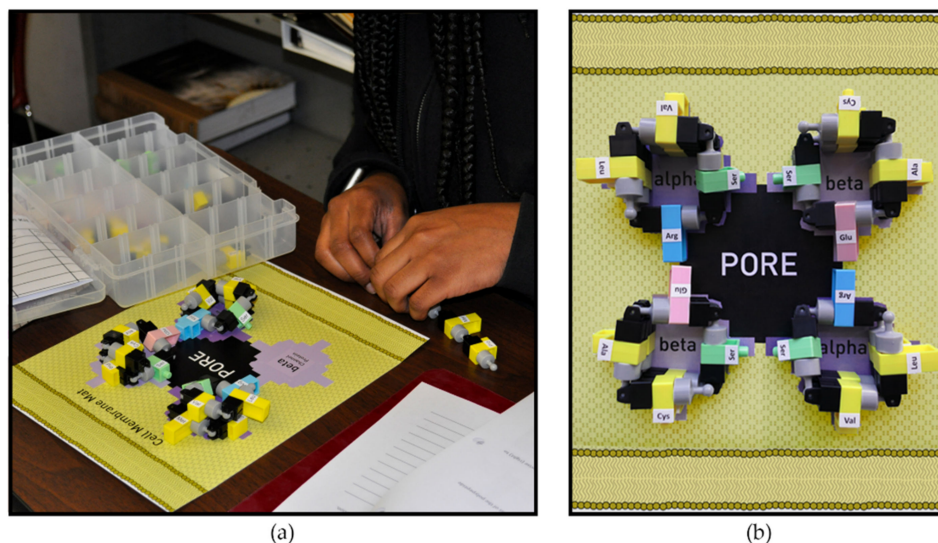 PORE
beta
Cell Membrane Mat
(a)
Cys
Val
Leu
alpha
Ser
Ser
beta
Ala
Arg
Glu
PORE
Glu
Arg
Ala
beta
Ser
Ser
alpha
Leu
Cys
Val
(b)